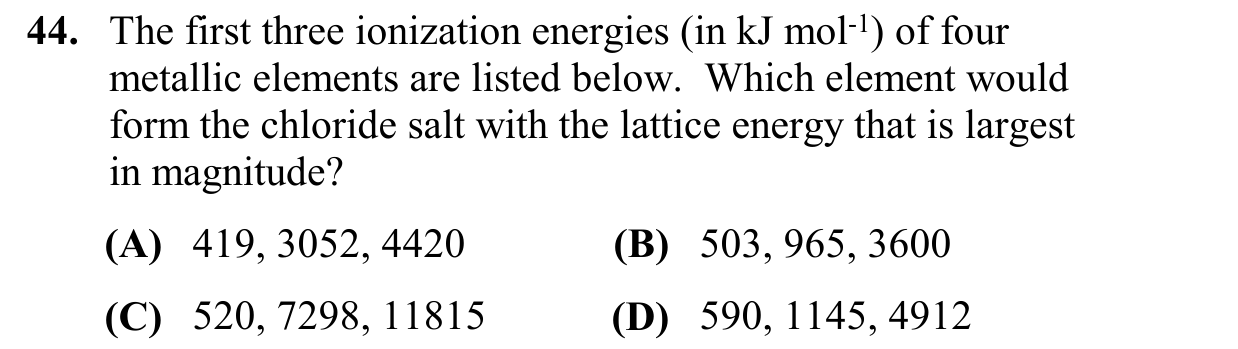 44. The first three ionization energies (in kJ mol⁻¹) of four
metallic elements are listed below. Which element would
form the chloride salt with the lattice energy that is largest
in magnitude?
(A) 419, 3052, 4420 (B) 503, 965, 3600
(C) 520, 7298, 11815 (D) 590, 1145, 4912